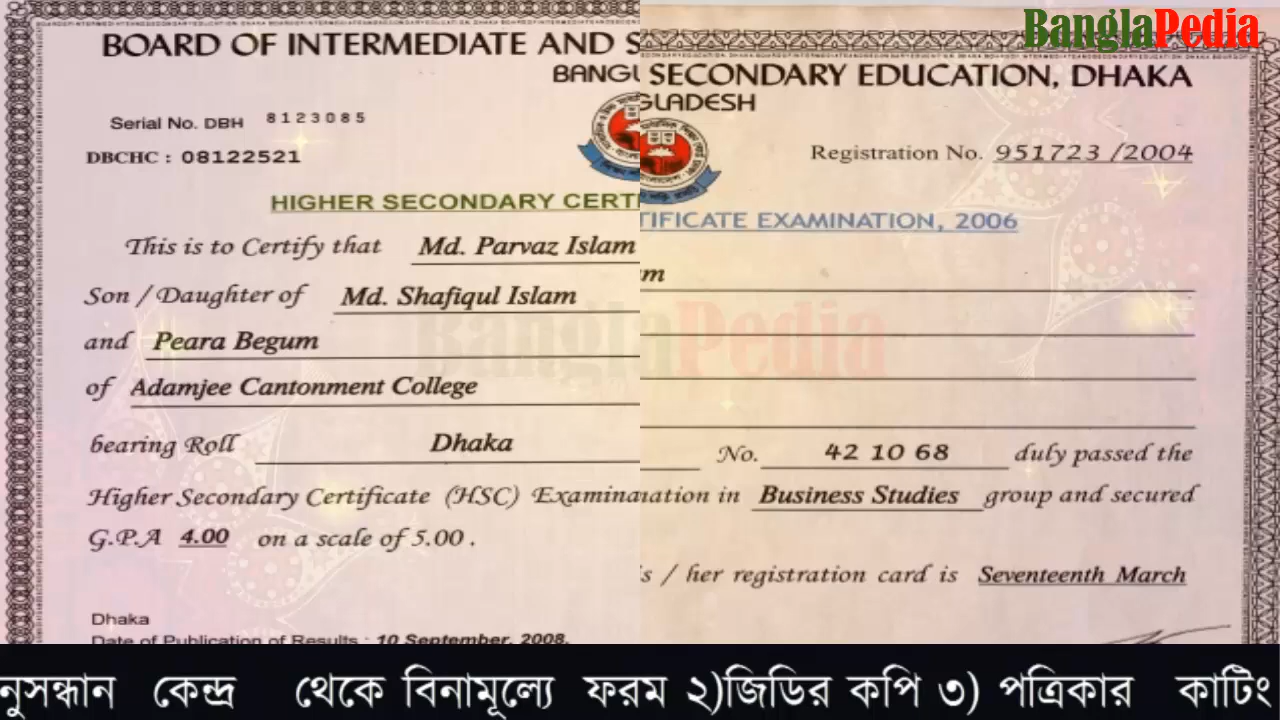 BanglaPedia
BOARD OF INTERMEDIATE AND S SECONDARY EDUCATION, DHAKA
BANGL GLADESH
Serial No. DBH 8123085
Registration No. 951723 /2004
DBCHC : 08122521
HIGHER SECONDARY CERT TIFICATE EXAMINATION, 2006
This is to Certify that Md. Parvaz Islam m
Son / Daughter of Md. Shafiqul Islam
BanglaPedia
and Peara Begum
of Adamjee Cantonment College
bearing Roll Dhaka No. 42 10 68 duly passed the
Higher Secondary Certificate (HSC) Examina ation in Business Studies group and secured
G.P.A 4.00 on a scale of 5.00 .
s / her registration card is Seventeenth March
Dhaka
Date of Publication of Results : 10 September, 2008.
নুসন্ধান কেন্দ্র থেকে বিনামূল্যে ফরম ২)জিডির কপি ৩) পত্রিকার কাটিং